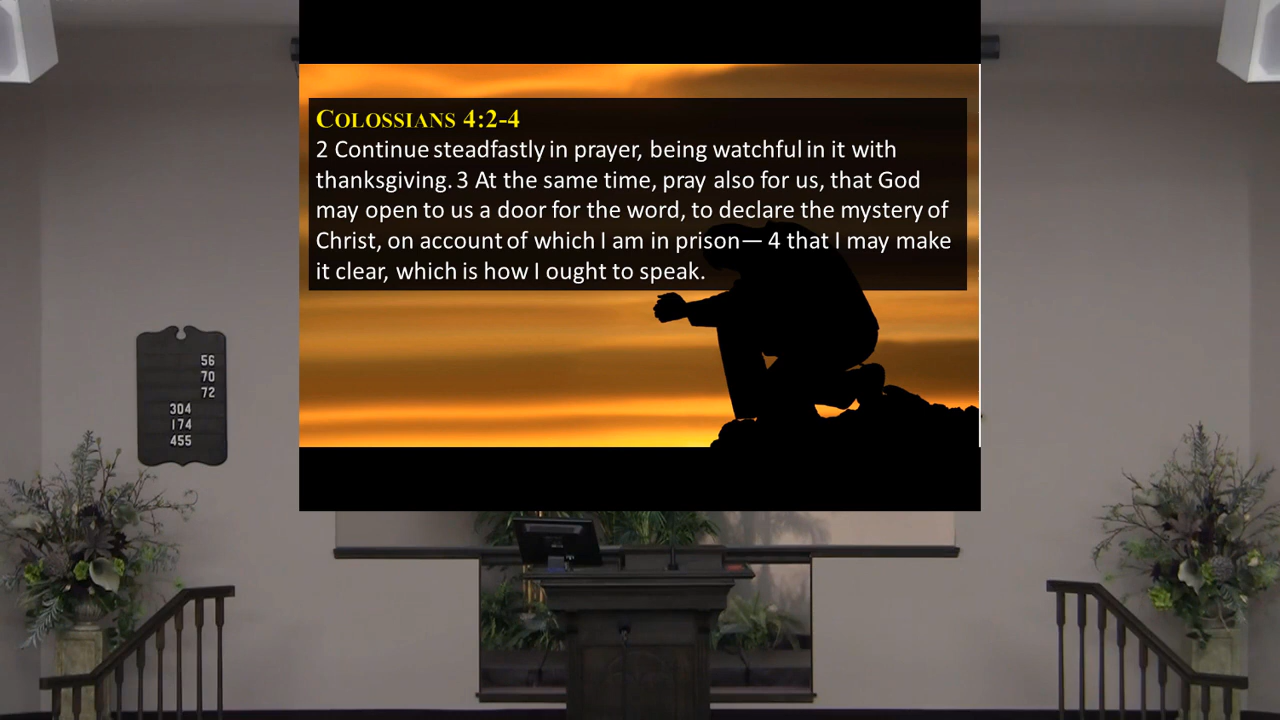 COLOSSIANS 4:2-4
2 Continue steadfastly in prayer, being watchful in it with
thanksgiving. 3 At the same time, pray also for us, that God
may open to us a door for the word, to declare the mystery of
Christ, on account of which I am in prison— 4 that I may make
it clear, which is how I ought to speak.
56
70
72
304
174
455